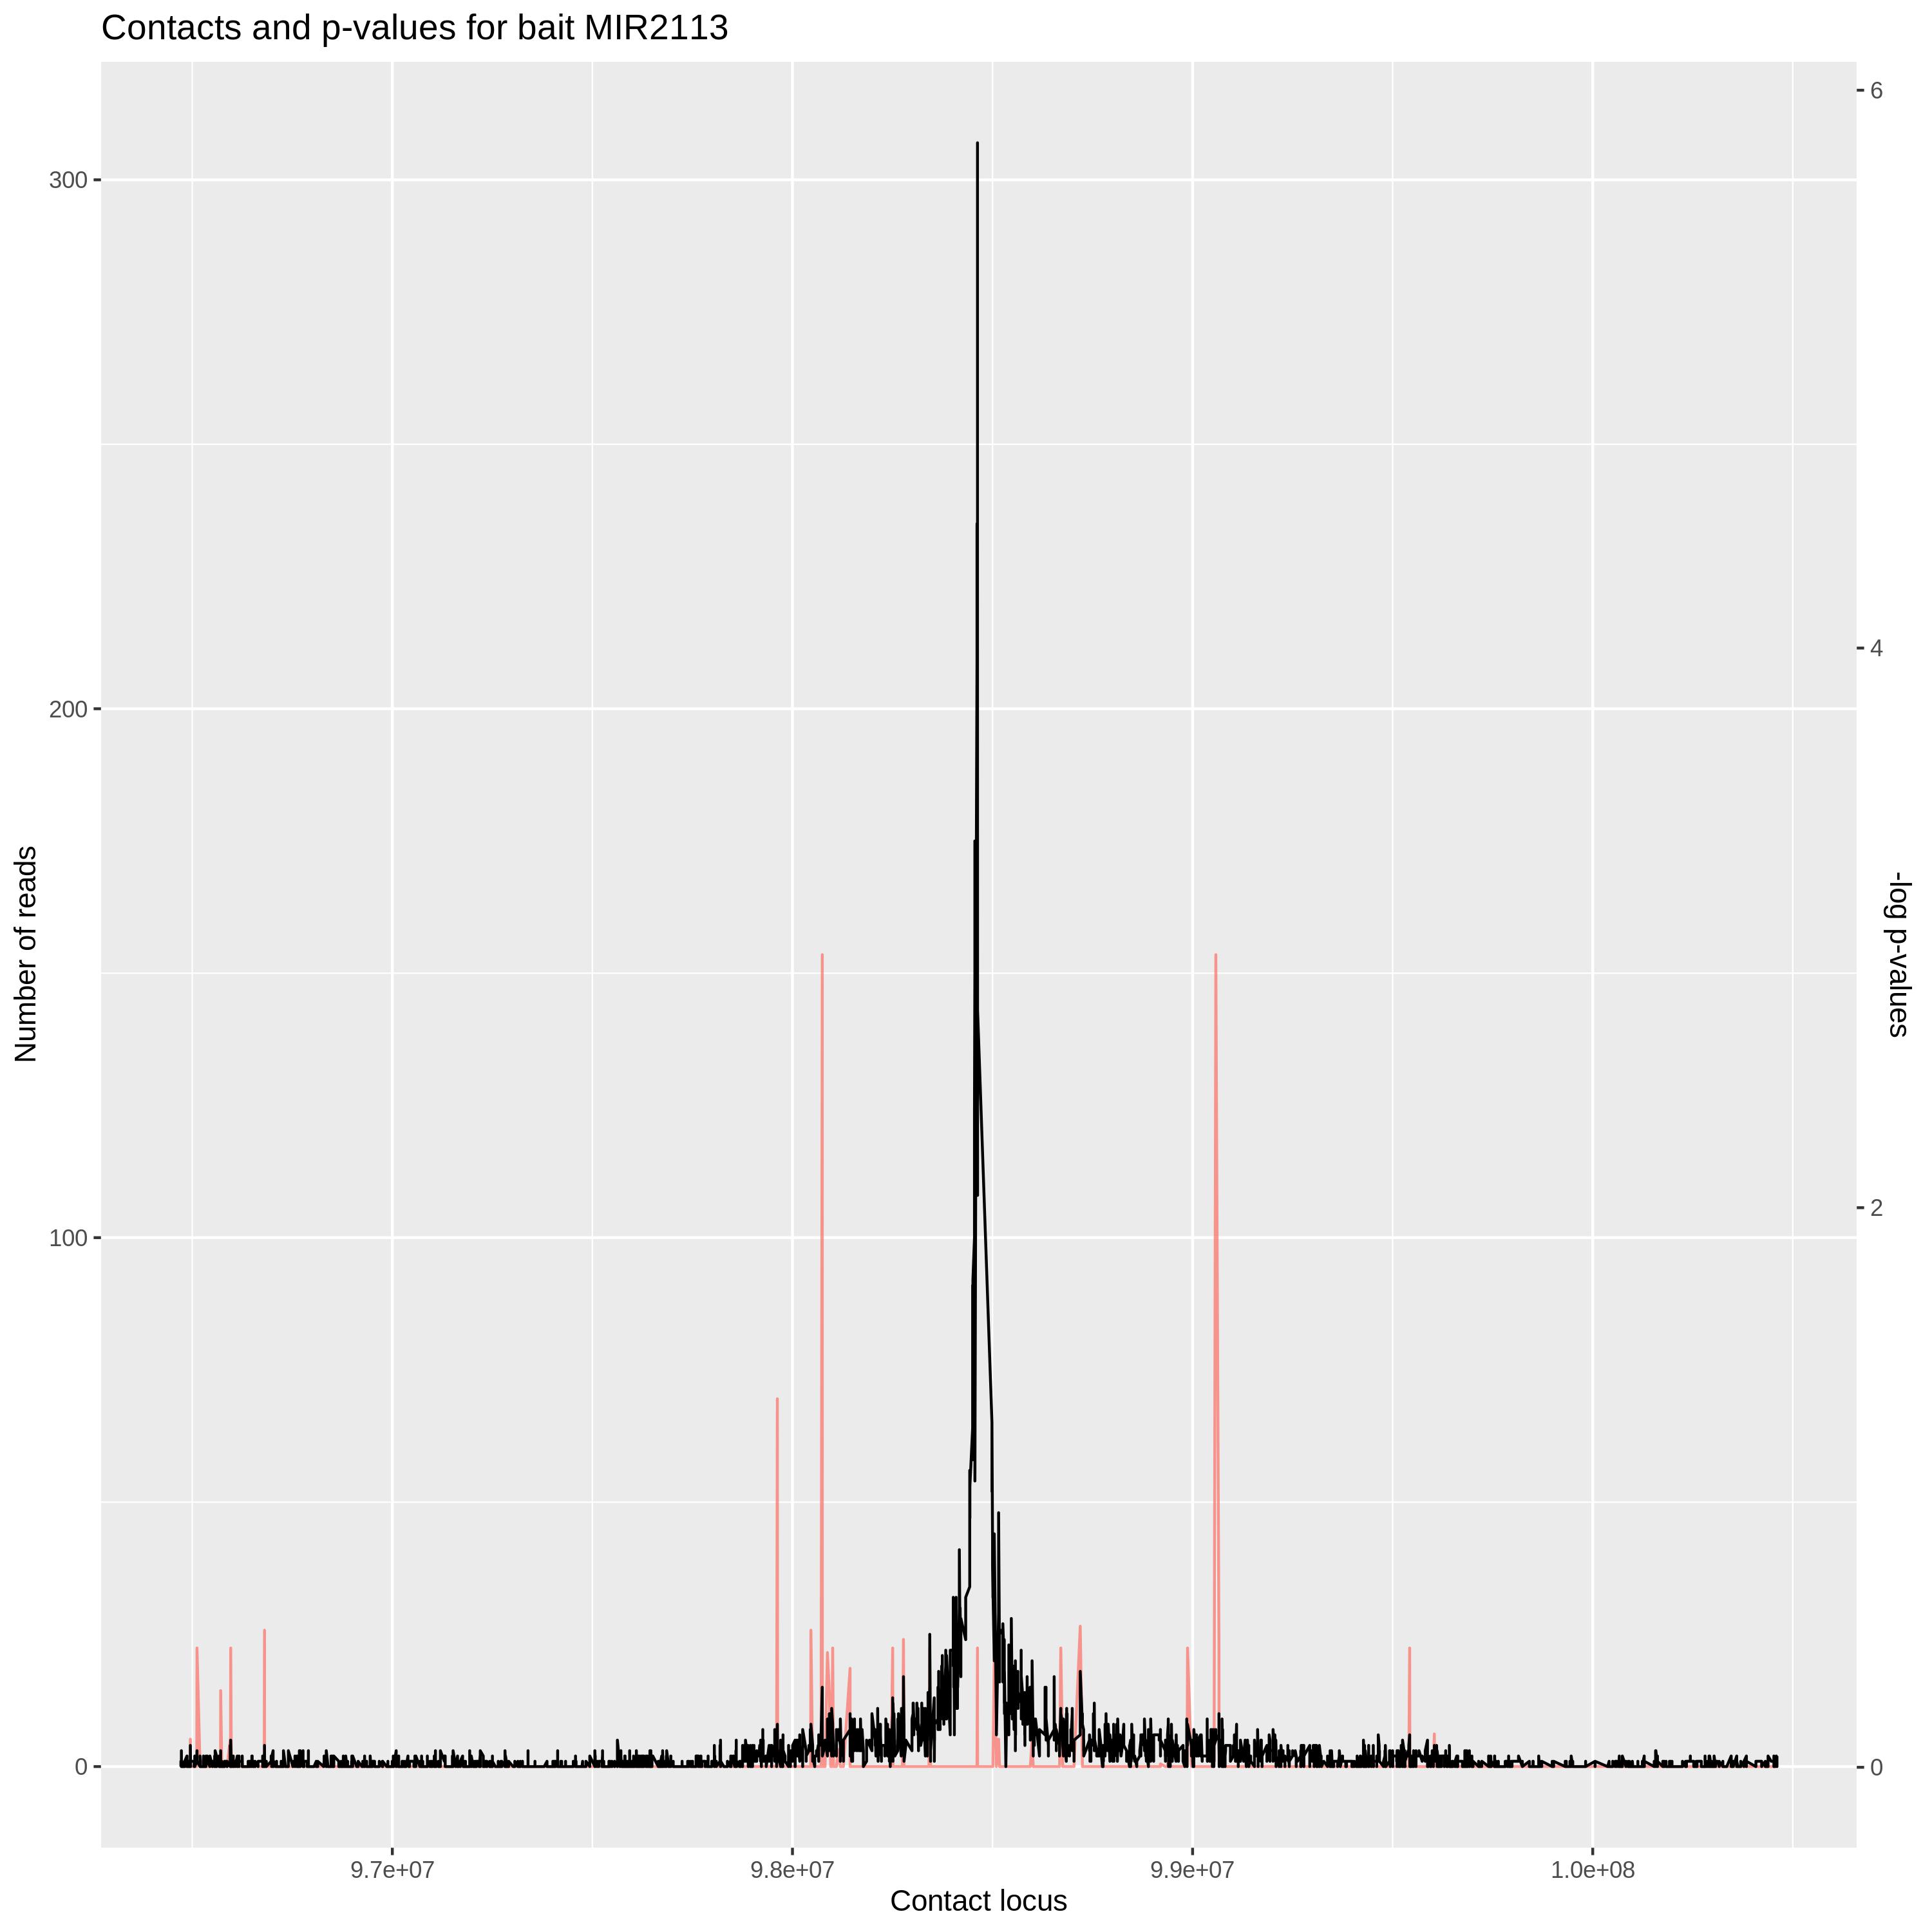 Contacts and p-values for bait MIR2113
6
300
4
200
Number of reads
-log p-values
2
100
0
0
9.7e+07
9.8e+07
9.9e+07
1.0e+08
Contact locus